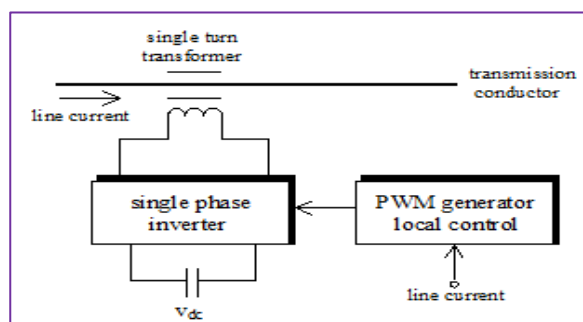 single turn
transformer
transmission
conductor
line current
single phase
inverter
PWM generator
local control
line current
Vdc